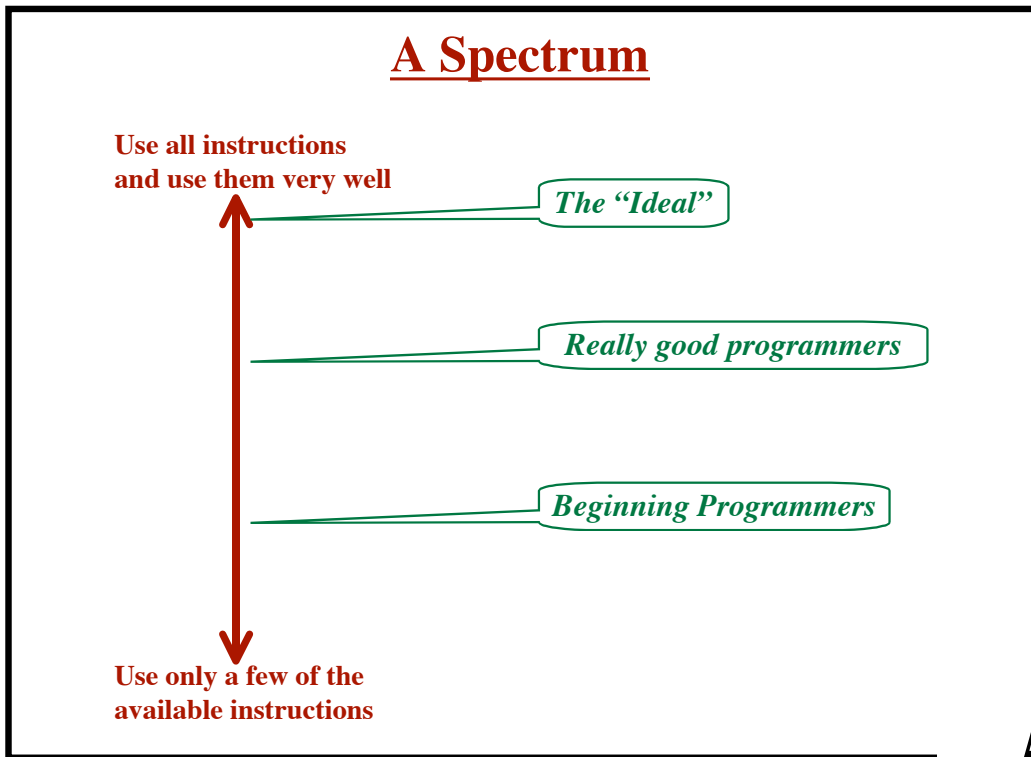 A Spectrum
Use all instructions
and use them very well
The “Ideal”
Really good programmers
Beginning Programmers
Use only a few of the
available instructions